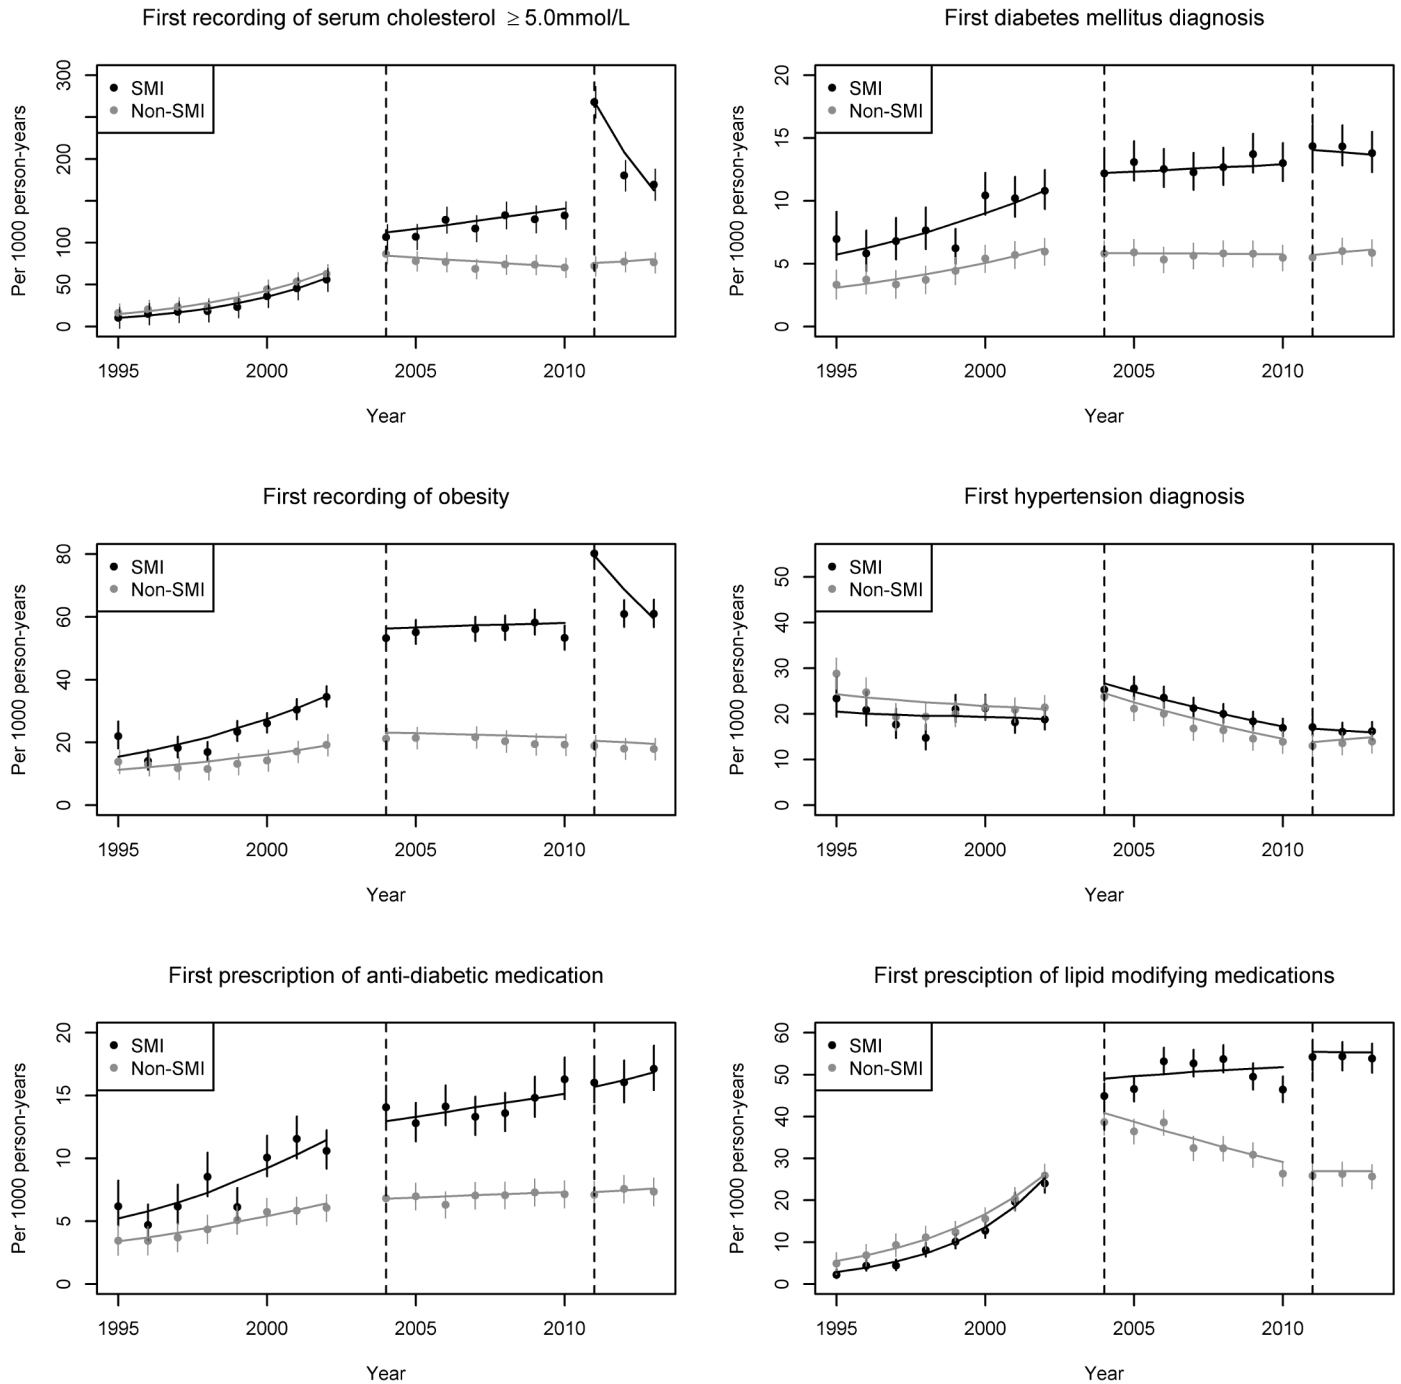 First recording of serum cholesterol ≥ 5.0mmol/L
Per 1000 person-years
300
200
100
50
0
SMI
Non-SMI
1995 2000 2005 2010
Year
First diabetes mellitus diagnosis
Per 1000 person-years
20
15
10
5
0
SMI
Non-SMI
1995 2000 2005 2010
Year
First recording of obesity
Per 1000 person-years
80
60
40
20
0
SMI
Non-SMI
1995 2000 2005 2010
Year
First hypertension diagnosis
Per 1000 person-years
50
40
30
20
10
0
SMI
Non-SMI
1995 2000 2005 2010
Year
First prescription of anti-diabetic medication
Per 1000 person-years
20
15
10
5
0
SMI
Non-SMI
1995 2000 2005 2010
Year
First presciption of lipid modifying medications
Per 1000 person-years
60
50
40
30
20
10
0
SMI
Non-SMI
1995 2000 2005 2010
Year